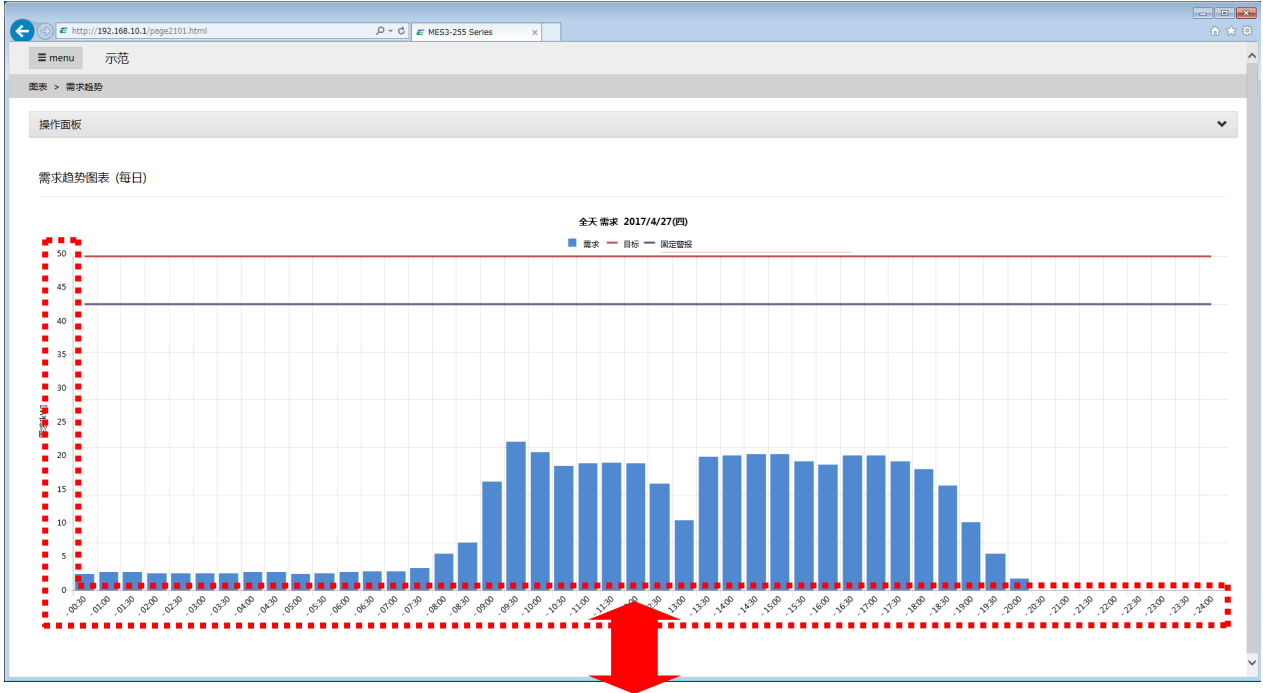 http://192.168.10.1/page2101.html
MES3-255 Series
menu 示范
图表 > 需求趋势
操作面板
需求趋势图表 (每日)
全天 需求 2017/4/27(四)
需求 目标 固定警报
50
45
40
35
30
25
20
15
10
5
0
- 00:30 - 01:00 - 01:30 - 02:00 - 02:30 - 03:00 - 03:30 - 04:00 - 04:30 - 05:00 - 05:30 - 06:00 - 06:30 - 07:00 - 07:30 - 08:00 - 08:30 - 09:00 - 09:30 - 10:00 - 10:30 - 11:00 - 11:30 - 13:00 - 13:30 - 14:00 - 14:30 - 15:00 - 15:30 - 16:00 - 16:30 - 17:00 - 17:30 - 18:00 - 18:30 - 19:00 - 19:30 - 20:00 - 20:30 - 21:00 - 21:30 - 22:00 - 22:30 - 23:00 - 23:30 - 24:00